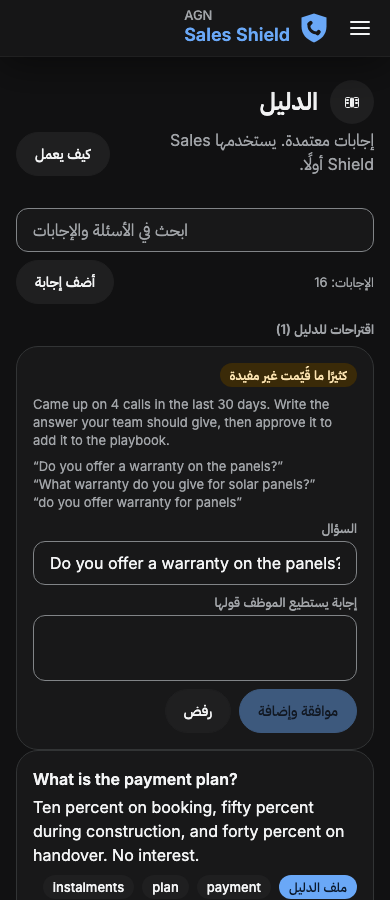 AGN
Sales Shield
الدليل
إجابات معتمدة. يستخدمها Sales
Shield أولًا.
كيف يعمل
ابحث في الأسئلة والإجابات
الإجابات: 16
أضف إجابة
اقتراحات للدليل (1)
كثيرًا ما قُيّمت غير مفيدة
Came up on 4 calls in the last 30 days. Write the
answer your team should give, then approve it to
add it to the playbook.
“Do you offer a warranty on the panels?”
“What warranty do you give for solar panels?”
“do you offer warranty for panels”
السؤال
Do you offer a warranty on the panels?
إجابة يستطيع الموظف قولها
موافقة وإضافة
رفض
What is the payment plan?
Ten percent on booking, fifty percent
during construction, and forty percent on
handover. No interest.
ملف الدليل
payment
plan
instalments